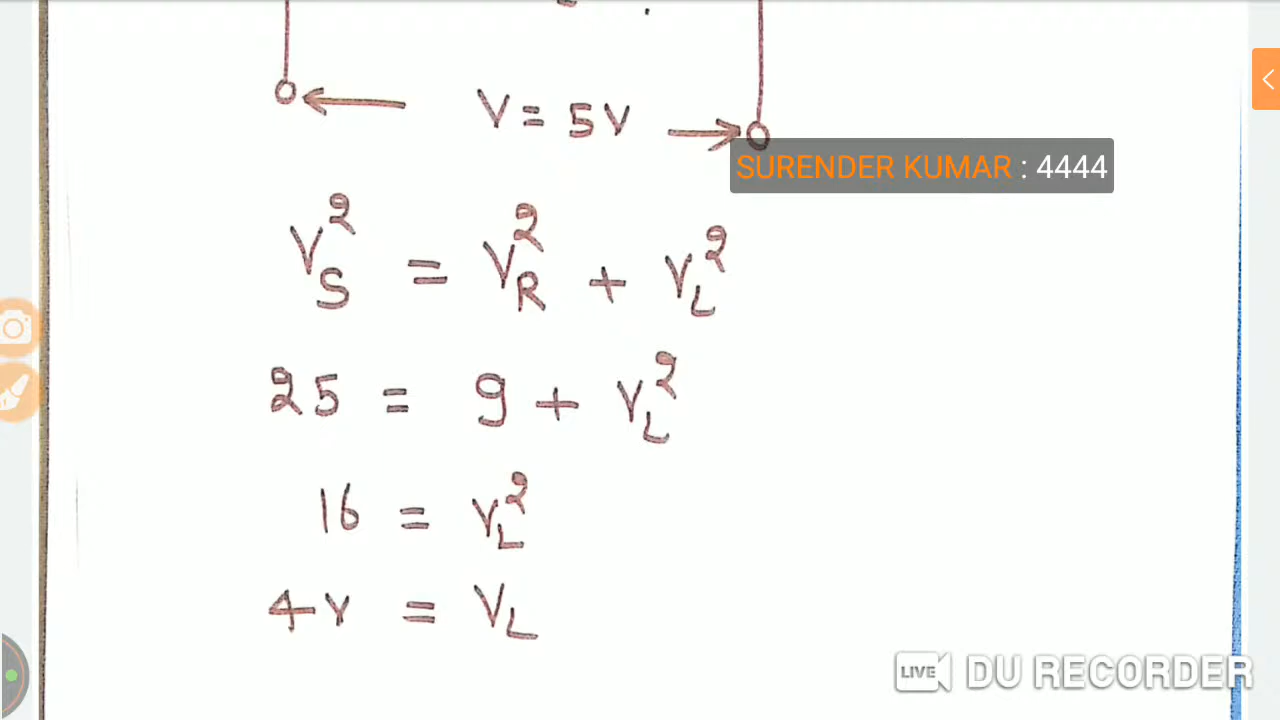 V = 5V
SURENDER KUMAR : 4444
V_S^2 = V_R^2 + V_L^2
25 = 9 + V_L^2
16 = V_L^2
4V = V_L
LIVE DU RECORDER